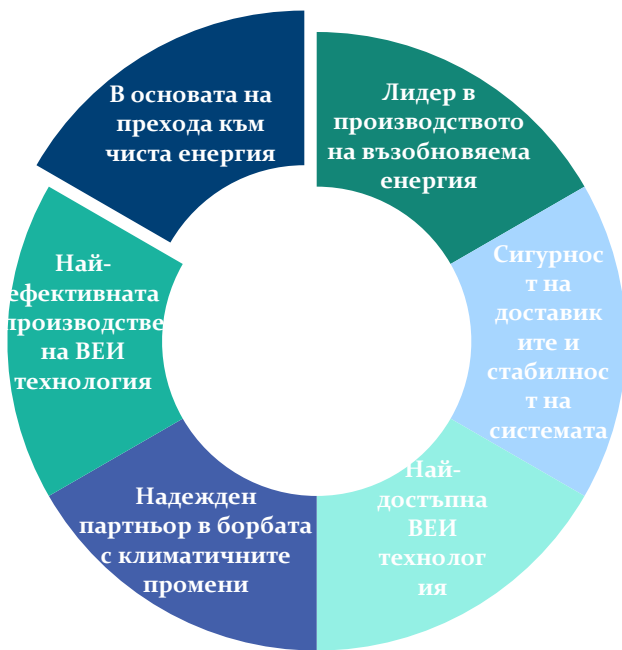 В основата на
прехода към
чиста енергия
Лидер в
производството
на възобновяема
енергия
Сигурнос
т на
доставик
ите и
стабилнос
т на
системата
Най-
достъпна
ВЕИ
технолог
ия
Надежден
партньор в борбата
с климатичните
промени
Най-
ефективната
производстве
на ВЕИ
технология